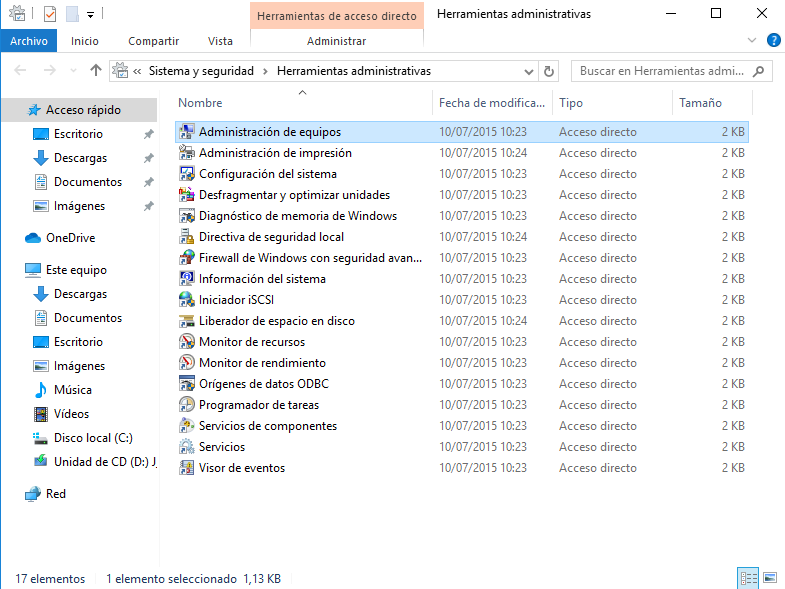 Herramientas de acceso directo
Herramientas administrativas
Archivo
Inicio
Compartir
Vista
Administrar
« Sistema y seguridad > Herramientas administrativas
Buscar en Herramientas admi...
Acceso rápido
Escritorio
Descargas
Documentos
Imágenes
OneDrive
Este equipo
Descargas
Documentos
Escritorio
Imágenes
Música
Vídeos
Disco local (C:)
Unidad de CD (D:) J
Red
Nombre Fecha de modifica... Tipo Tamaño
Administración de equipos 10/07/2015 10:23 Acceso directo 2 KB
Administración de impresión 10/07/2015 10:24 Acceso directo 2 KB
Configuración del sistema 10/07/2015 10:23 Acceso directo 2 KB
Desfragmentar y optimizar unidades 10/07/2015 10:23 Acceso directo 2 KB
Diagnóstico de memoria de Windows 10/07/2015 10:23 Acceso directo 2 KB
Directiva de seguridad local 10/07/2015 10:24 Acceso directo 2 KB
Firewall de Windows con seguridad avan... 10/07/2015 10:23 Acceso directo 2 KB
Información del sistema 10/07/2015 10:23 Acceso directo 2 KB
Iniciador iSCSI 10/07/2015 10:23 Acceso directo 2 KB
Liberador de espacio en disco 10/07/2015 10:24 Acceso directo 2 KB
Monitor de recursos 10/07/2015 10:23 Acceso directo 2 KB
Monitor de rendimiento 10/07/2015 10:23 Acceso directo 2 KB
Orígenes de datos ODBC 10/07/2015 10:23 Acceso directo 2 KB
Programador de tareas 10/07/2015 10:23 Acceso directo 2 KB
Servicios de componentes 10/07/2015 10:23 Acceso directo 2 KB
Servicios 10/07/2015 10:23 Acceso directo 2 KB
Visor de eventos 10/07/2015 10:23 Acceso directo 2 KB
17 elementos 1 elemento seleccionado 1,13 KB